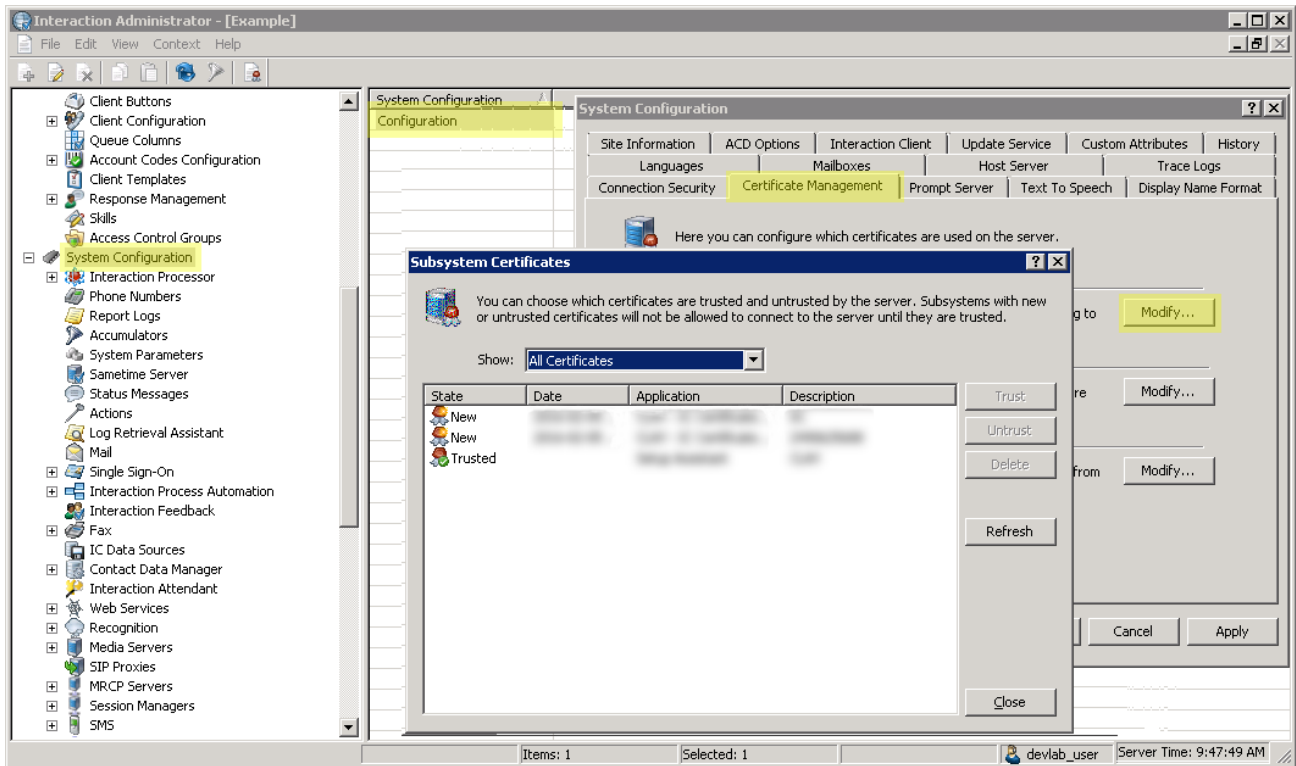 Interaction Administrator - [Example]
File Edit View Context Help
Client Buttons
Client Configuration
Queue Columns
Account Codes Configuration
Client Templates
Response Management
Skills
Access Control Groups
System Configuration
Interaction Processor
Phone Numbers
Report Logs
Accumulators
System Parameters
Sametime Server
Status Messages
Actions
Log Retrieval Assistant
Mail
Single Sign-On
Interaction Process Automation
Interaction Feedback
Fax
IC Data Sources
Contact Data Manager
Interaction Attendant
Web Services
Recognition
Media Servers
SIP Proxies
MRCP Servers
Session Managers
SMS
System Configuration
Configuration
System Configuration
Site Information ACD Options Interaction Client Update Service Custom Attributes History
Languages Mailboxes Host Server Trace Logs
Connection Security Certificate Management Prompt Server Text To Speech Display Name Format
Here you can configure which certificates are used on the server.
g to Modify...
re Modify...
from Modify...
Cancel Apply
Subsystem Certificates
You can choose which certificates are trusted and untrusted by the server. Subsystems with new
or untrusted certificates will not be allowed to connect to the server until they are trusted.
Show: All Certificates
State Date Application Description
New
New
Trusted
Trust
Untrust
Delete
Refresh
Close
Items: 1 Selected: 1 devlab_user Server Time: 9:47:49 AM